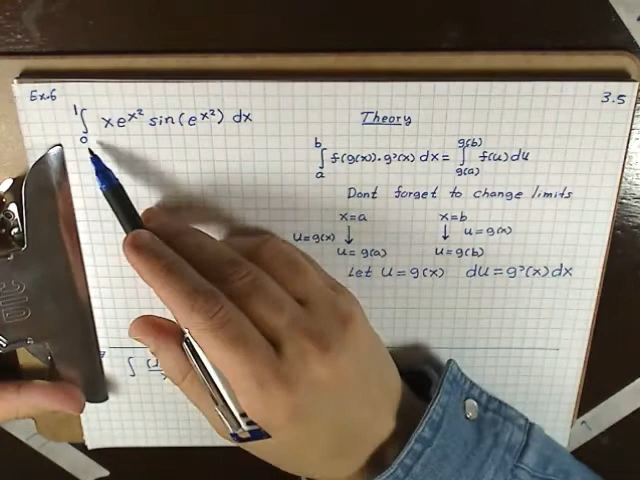 Ex.6
3.5
1
∫ x e^{x²} sin(e^{x²}) dx
0
Theory
b g(b)
∫ f(g(x))·g'(x) dx = ∫ f(u) du
a g(a)
Dont forget to change limits
x=a x=b
u=g(x) ↓ ↓ u=g(x)
u=g(a) u=g(b)
Let u=g(x) du=g'(x)dx
∫
DIC